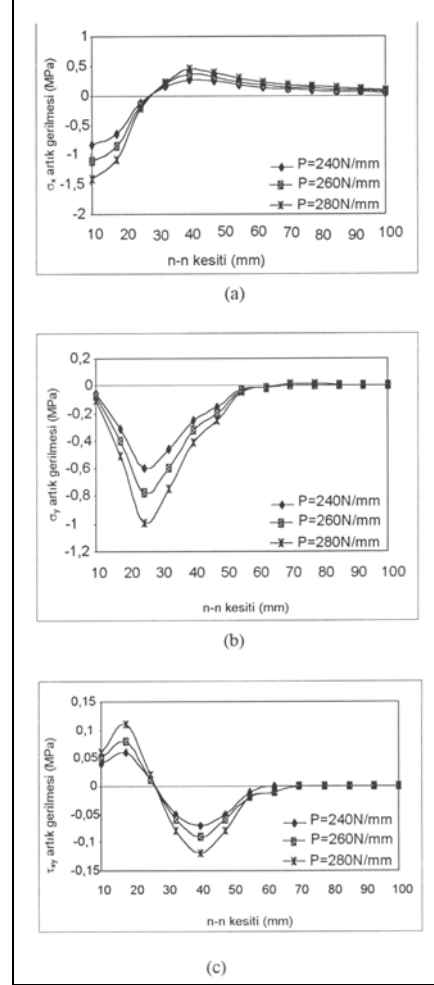 1
0,5
0
-0,5
-1
-1,5
-2
σx artık gerilmesi (MPa)
P=240N/mm
P=260N/mm
P=280N/mm
10 20 30 40 50 60 70 80 90 100
n-n kesiti (mm)
(a)
0,2
0
-0,2
-0,4
-0,6
-0,8
-1
-1,2
σy artık gerilmesi (MPa)
P=240N/mm
P=260N/mm
P=280N/mm
10 20 30 40 50 60 70 80 90 100
n-n kesiti (mm)
(b)
0,15
0,1
0,05
0
-0,05
-0,1
-0,15
τxy artık gerilmesi (MPa)
P=240N/mm
P=260N/mm
P=280N/mm
10 20 30 40 50 60 70 80 90 100
n-n kesiti (mm)
(c)